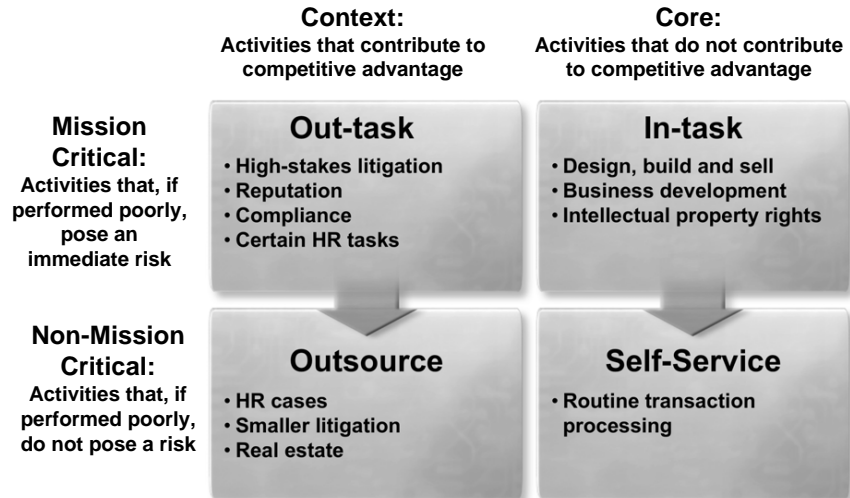 Context:
Activities that contribute to
competitive advantage
Core:
Activities that do not contribute
to competitive advantage
Mission
Critical:
Activities that, if
performed poorly,
pose an
immediate risk
Out-task
• High-stakes litigation
• Reputation
• Compliance
• Certain HR tasks
In-task
• Design, build and sell
• Business development
• Intellectual property rights
Non-Mission
Critical:
Activities that, if
performed poorly,
do not pose a risk
Outsource
• HR cases
• Smaller litigation
• Real estate
Self-Service
• Routine transaction
processing